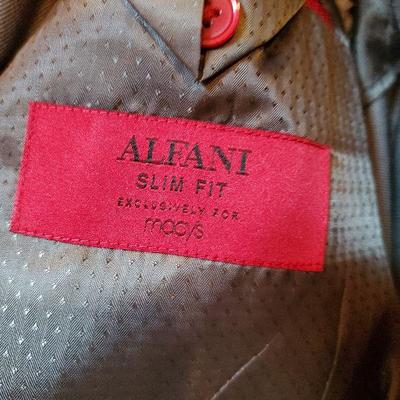 ALFANI
SLIM FIT
EXCLUSIVELY FOR
macy's